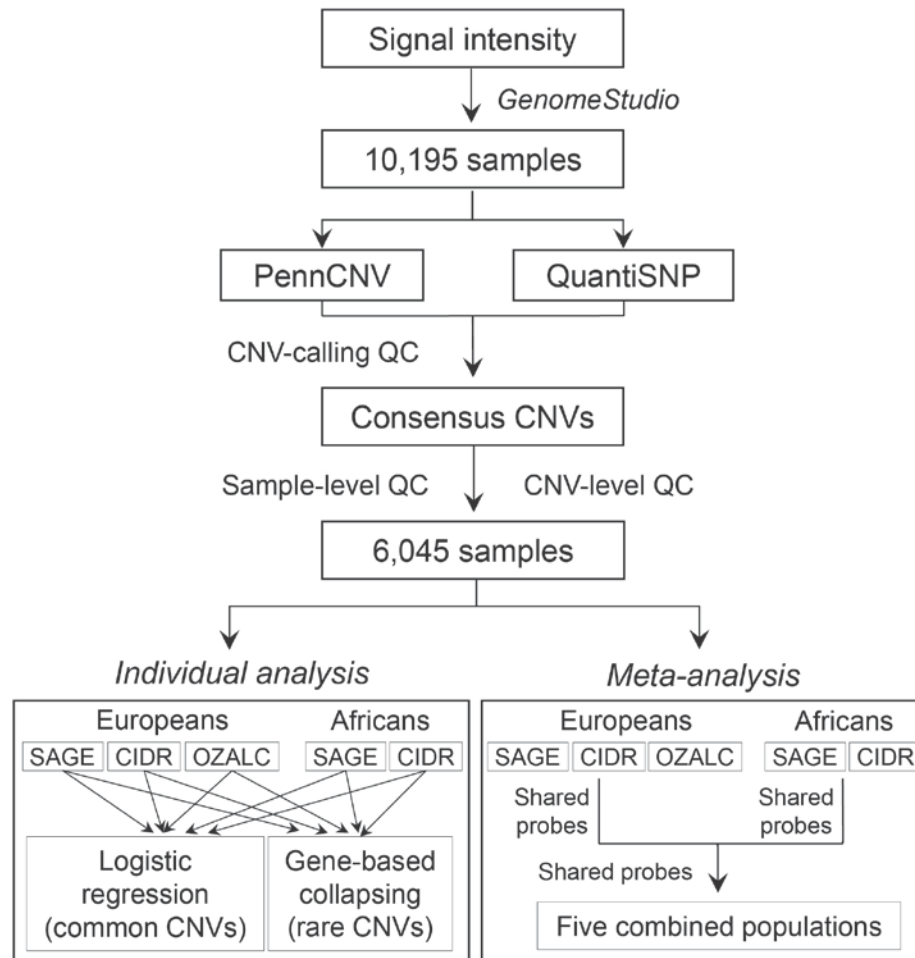 Signal intensity
GenomeStudio
10,195 samples
PennCNV
QuantiSNP
CNV-calling QC
Consensus CNVs
Sample-level QC
CNV-level QC
6,045 samples
Individual analysis
Europeans
Africans
SAGE
CIDR
OZALC
SAGE
CIDR
Logistic
regression
(common CNVs)
Gene-based
collapsing
(rare CNVs)
Meta-analysis
Europeans
Africans
SAGE
CIDR
OZALC
SAGE
CIDR
Shared
probes
Shared
probes
Shared probes
Five combined populations